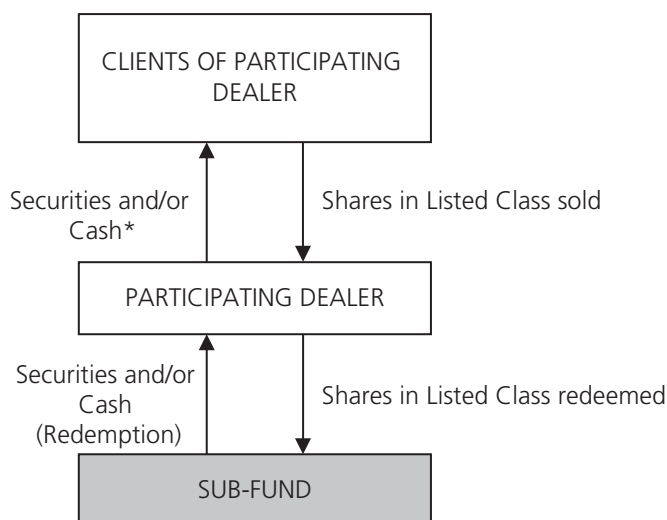 CLIENTS OF PARTICIPATING
DEALER
Securities and/or
Cash*
Shares in Listed Class sold
PARTICIPATING DEALER
Securities and/or
Cash
(Redemption)
Shares in Listed Class redeemed
SUB-FUND